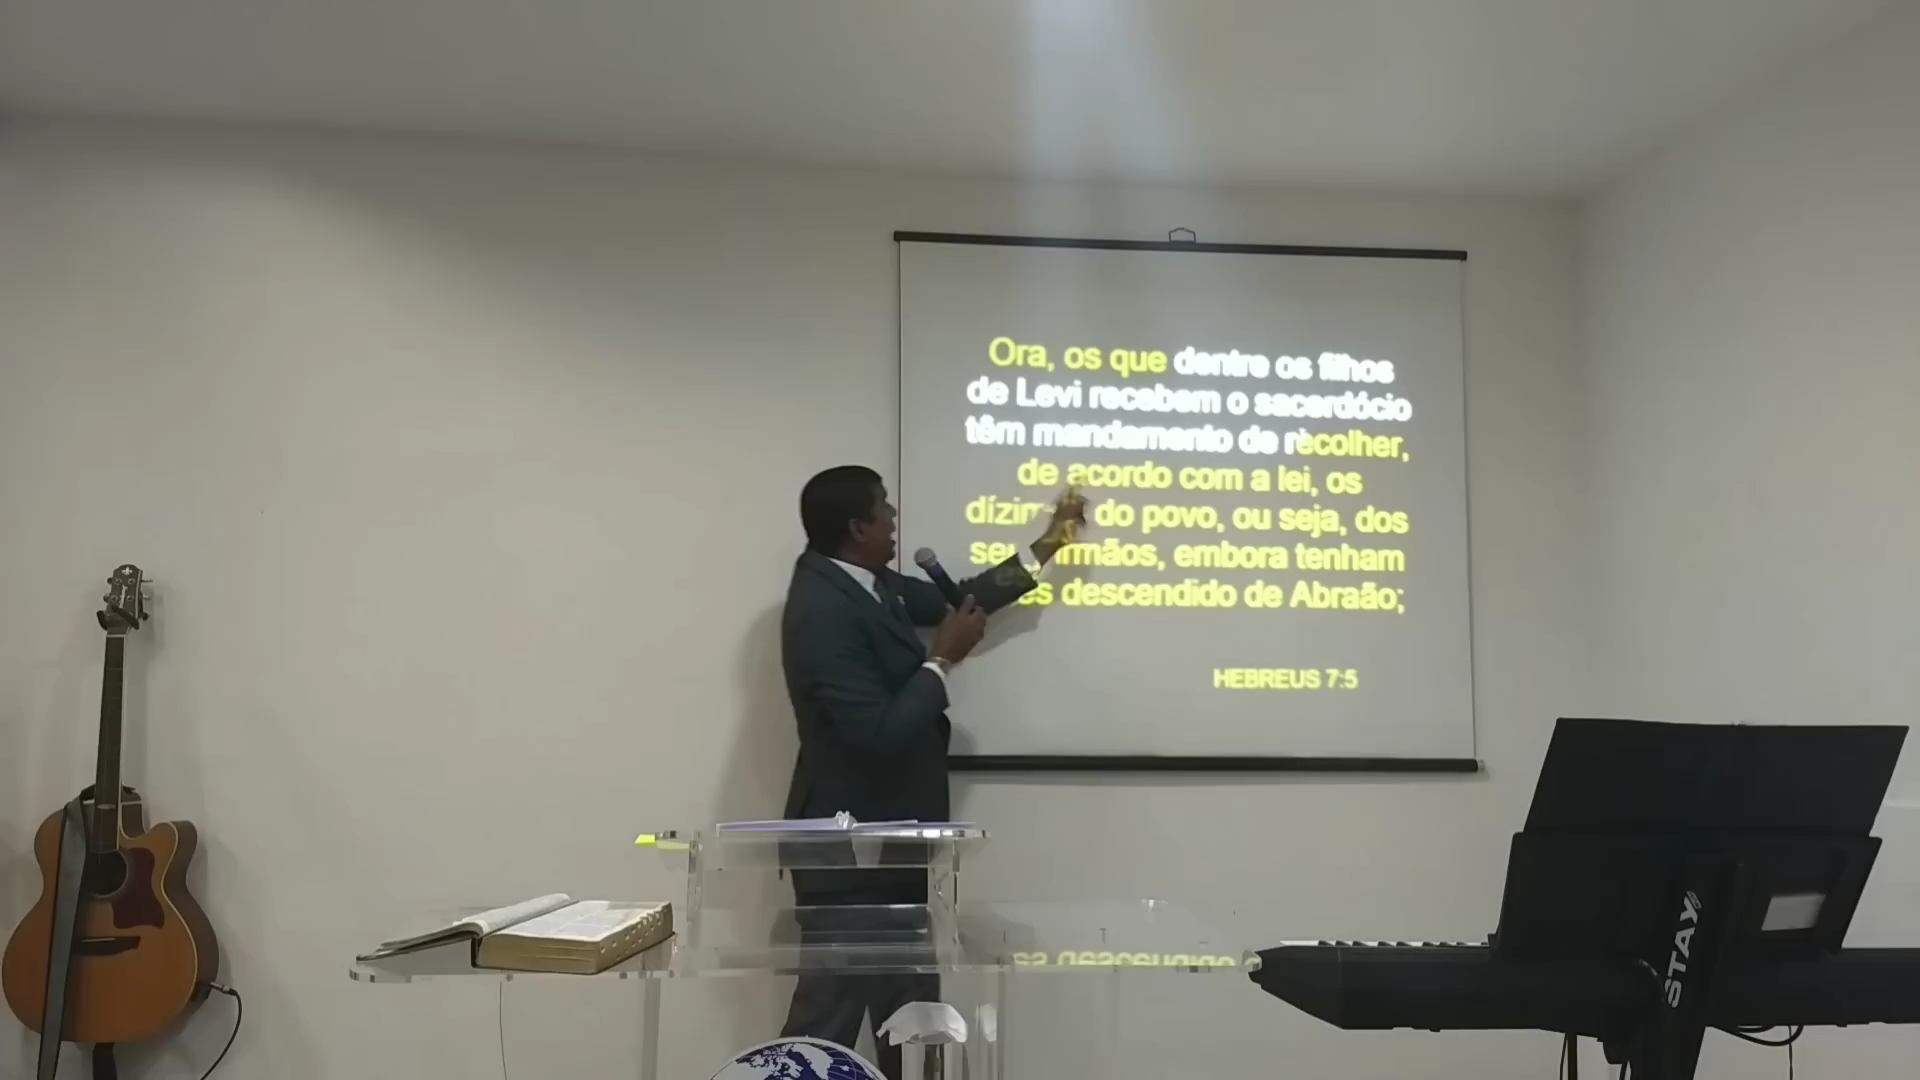 Ora, os que dentre os filhos
de Levi recebem o sacerdócio
têm mandamento de recolher,
de acordo com a lei, os
do povo, ou seja, dos
irmãos, embora tenham
descendido de Abraão;
HEBREUS 7:5
STAY